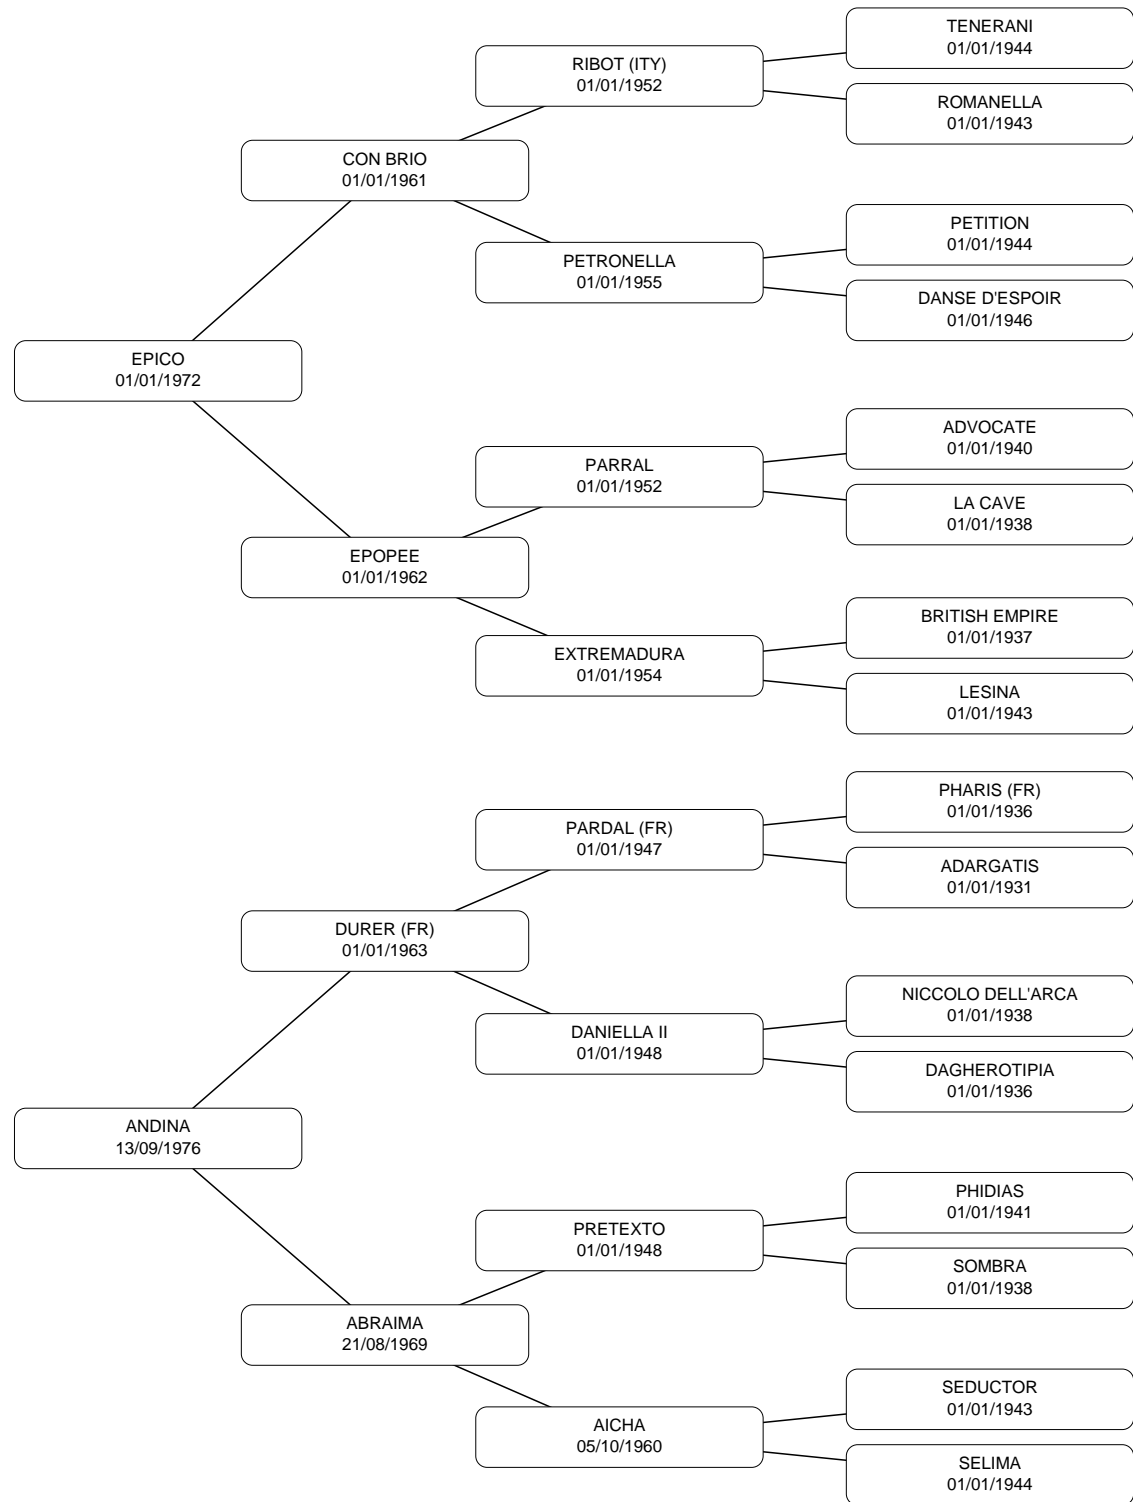 TENERANI
01/01/1944
RIBOT (ITY)
01/01/1952
ROMANELLA
01/01/1943
CON BRIO
01/01/1961
PETITION
01/01/1944
PETRONELLA
01/01/1955
DANSE D'ESPOIR
01/01/1946
EPICO
01/01/1972
ADVOCATE
01/01/1940
PARRAL
01/01/1952
LA CAVE
01/01/1938
EPOPEE
01/01/1962
BRITISH EMPIRE
01/01/1937
EXTREMADURA
01/01/1954
LESINA
01/01/1943
PHARIS (FR)
01/01/1936
PARDAL (FR)
01/01/1947
ADARGATIS
01/01/1931
DURER (FR)
01/01/1963
NICCOLO DELL'ARCA
01/01/1938
DANIELLA II
01/01/1948
DAGHEROTIPIA
01/01/1936
ANDINA
13/09/1976
PHIDIAS
01/01/1941
PRETEXTO
01/01/1948
SOMBRA
01/01/1938
ABRAIMA
21/08/1969
SEDUCTOR
01/01/1943
AICHA
05/10/1960
SELIMA
01/01/1944